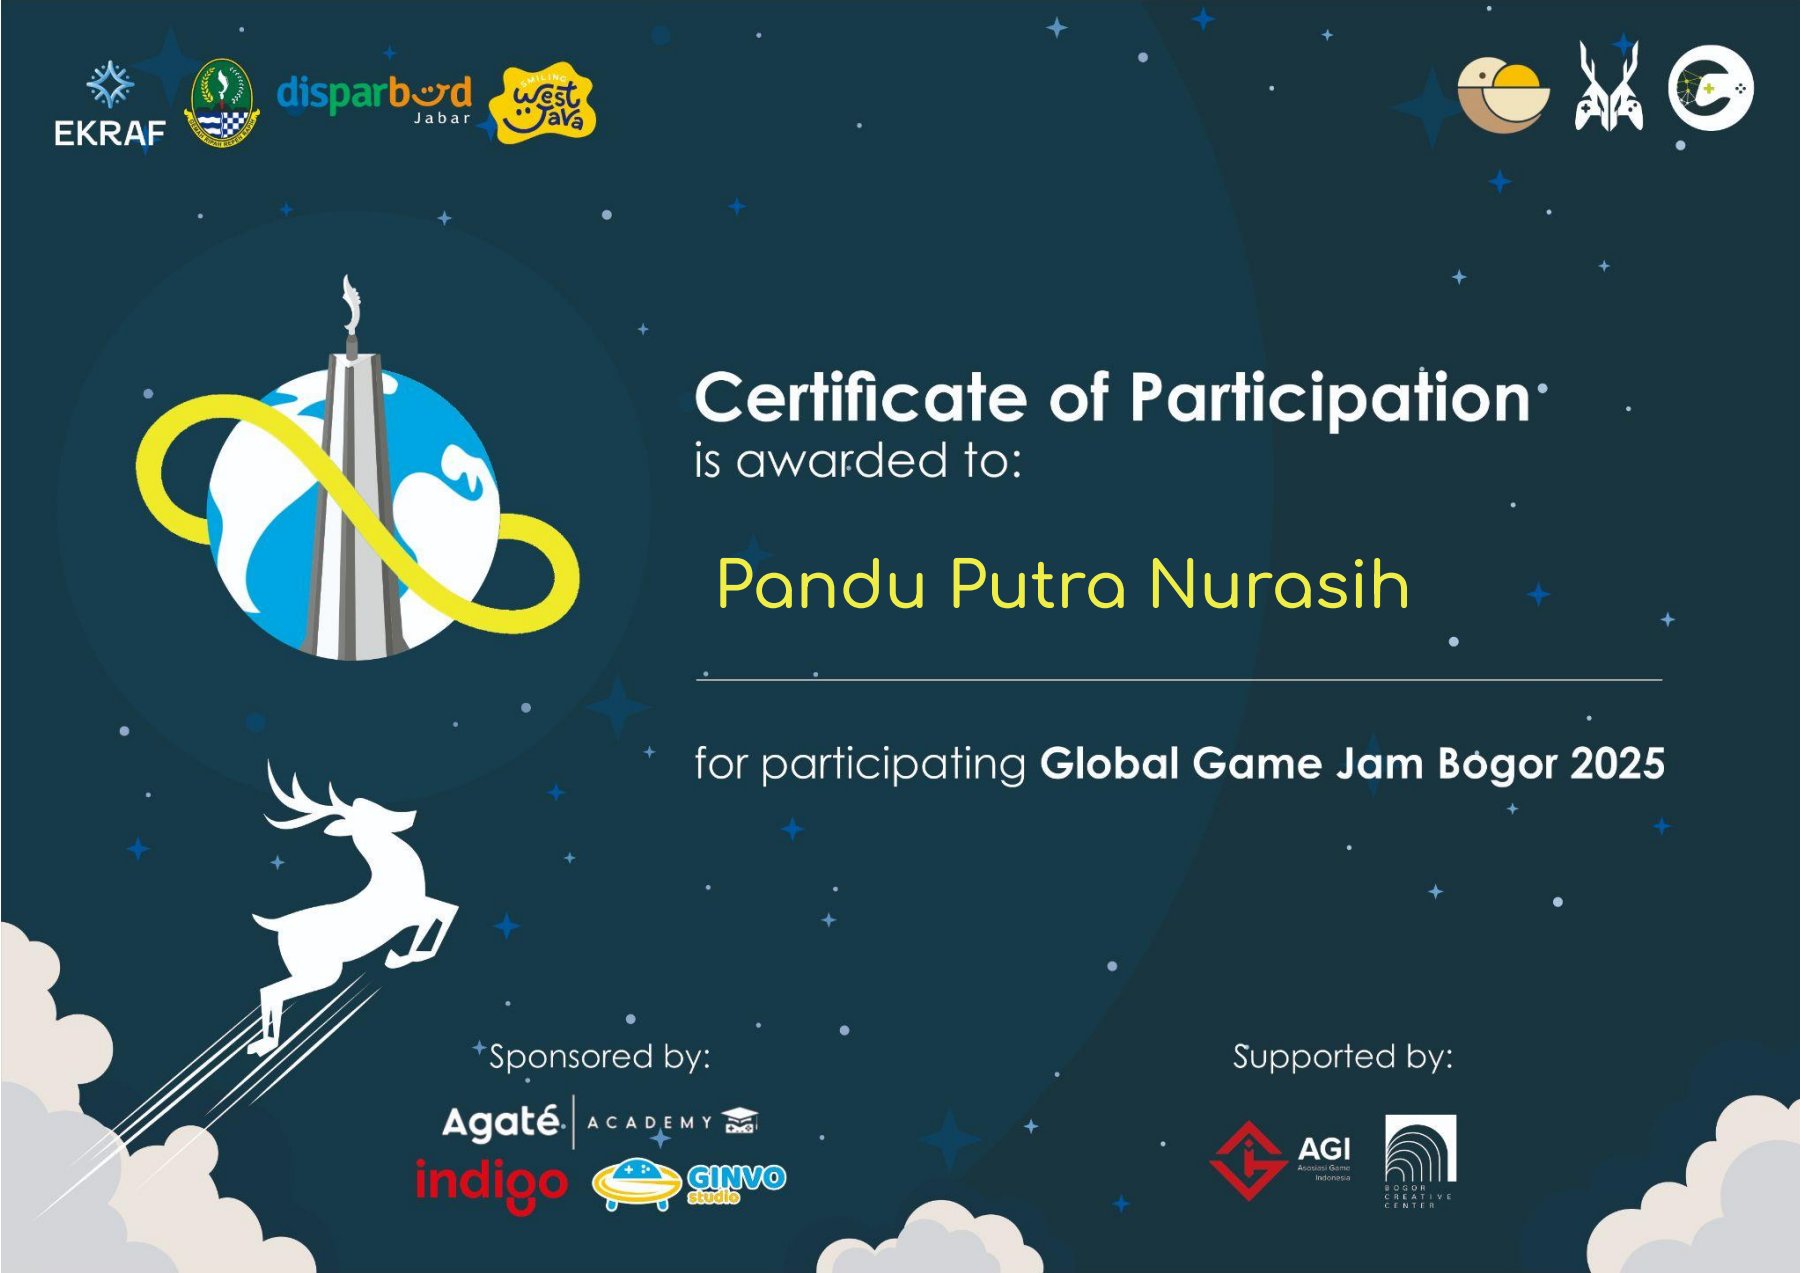 EKRAF
disparbud
Jabar
SMILING
West
Java
Certificate of Participation
is awarded to:
Pandu Putra Nurasih
for participating Global Game Jam Bogor 2025
Sponsored by:
Supported by:
Agaté ACADEMY
indigo
GINVO
studio
AGI
Asosiasi Game
Indonesia
BOGOR
CREATIVE
CENTER